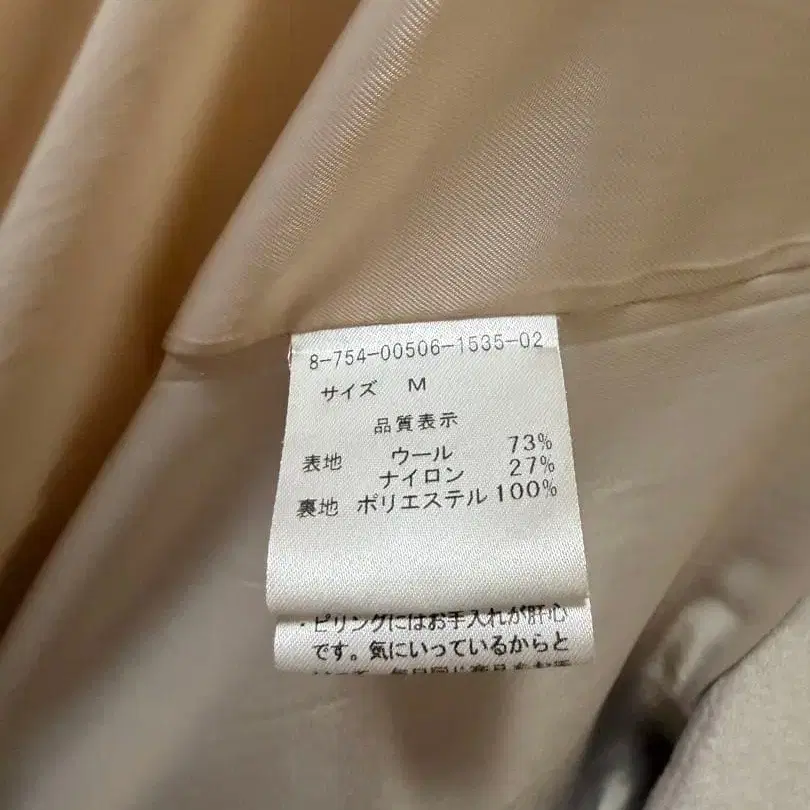 8-754-00506-1535-02
サイズ M
品質表示
表地 ウール 73%
ナイロン 27%
裏地 ポリエステル 100%
・ピリングにはお手入れが肝心
です。気にいっているからと